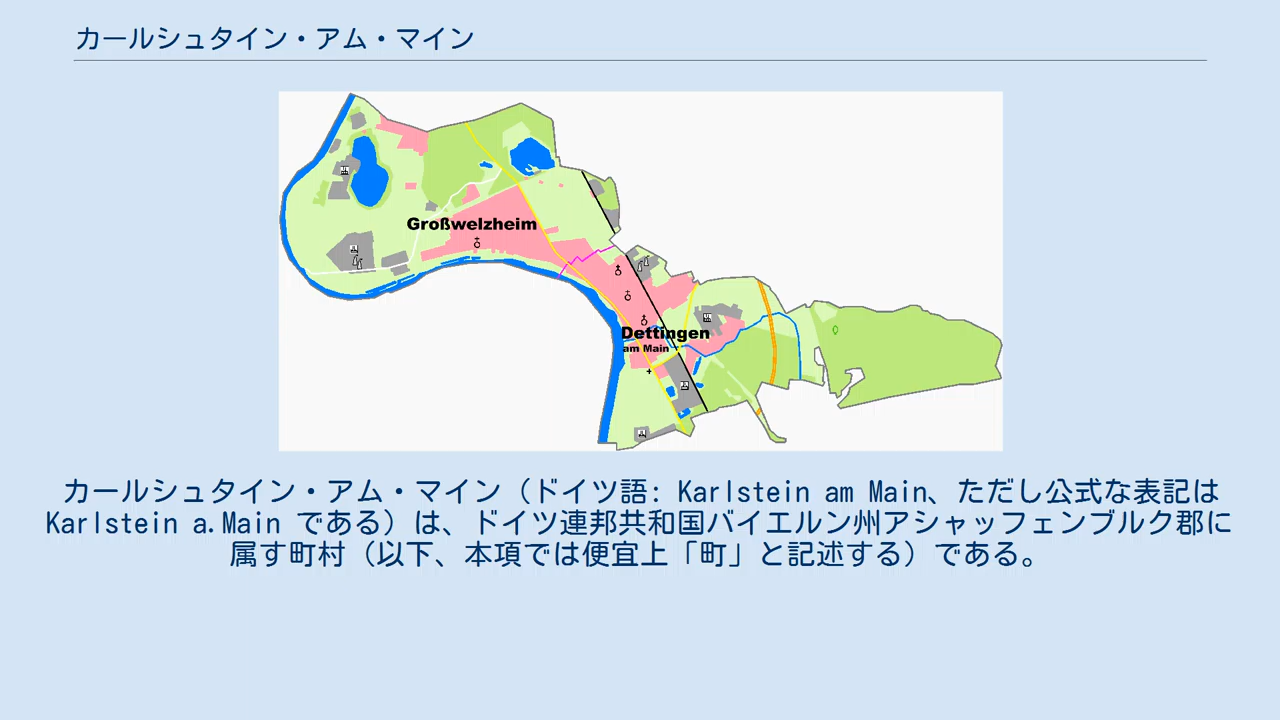 カールシュタイン・アム・マイン
Großwelzheim
Dettingen
am Main
カールシュタイン・アム・マイン（ドイツ語: Karlstein am Main、ただし公式な表記は
Karlstein a.Main である）は、ドイツ連邦共和国バイエルン州アシャッフェンブルク郡に
属す町村（以下、本項では便宜上「町」と記述する）である。